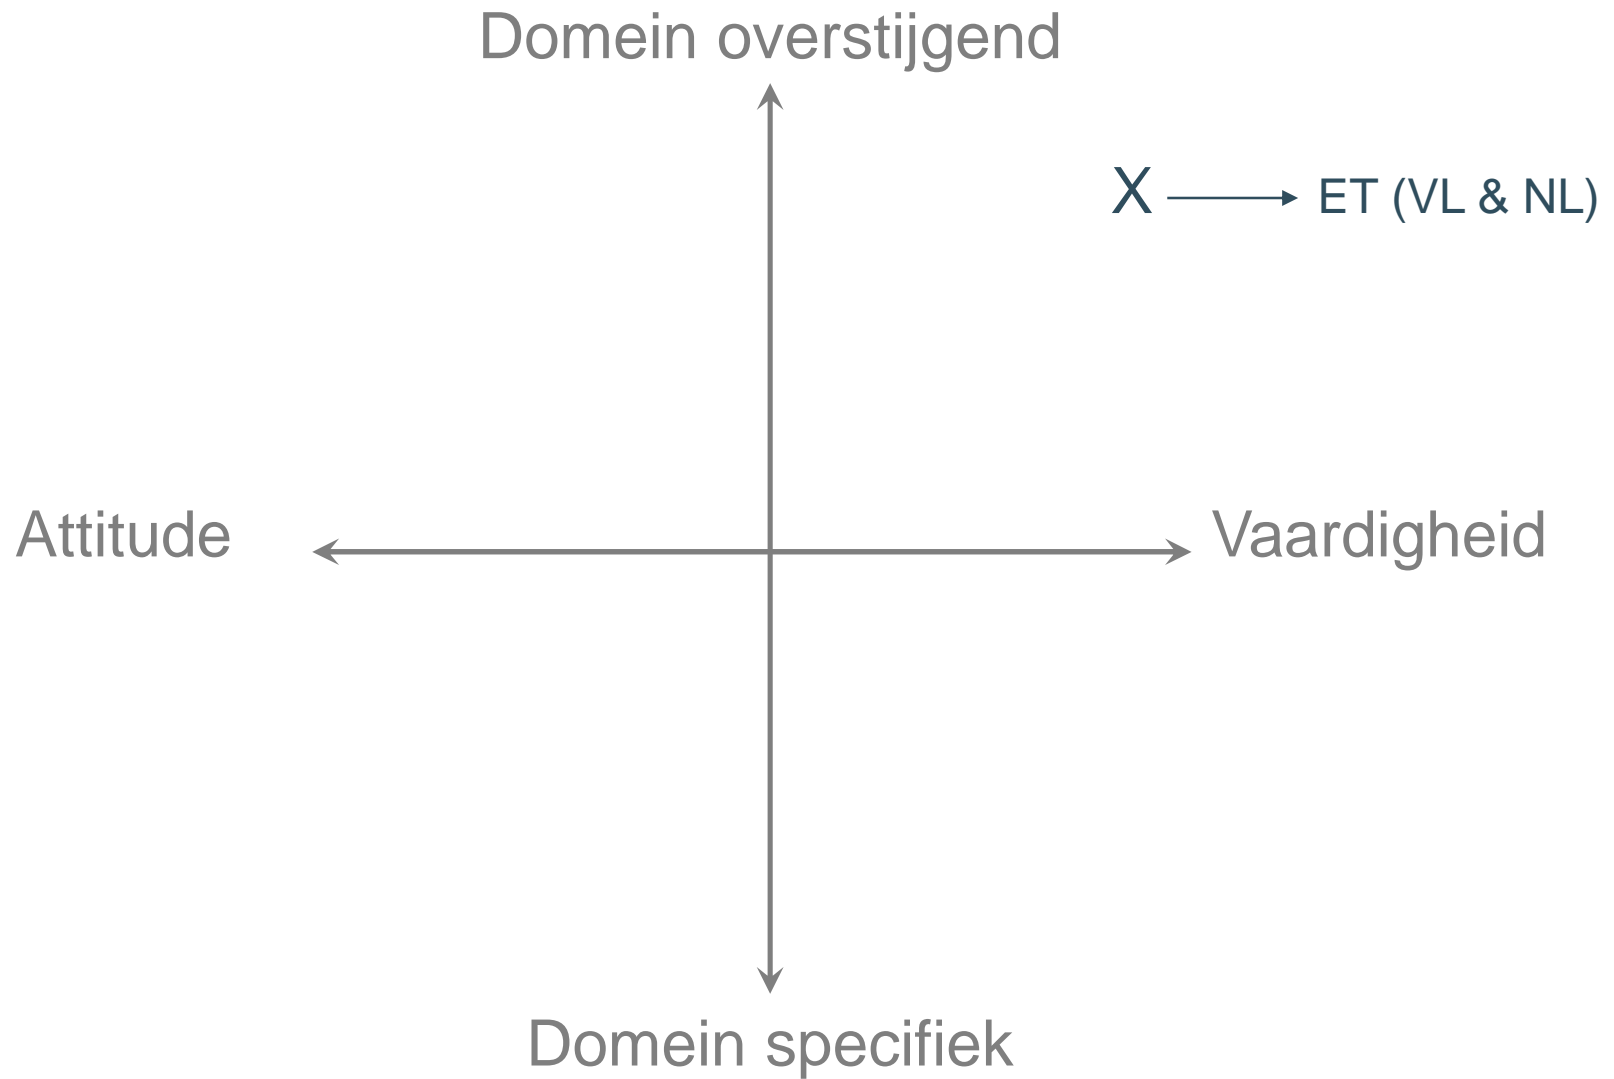 Domein overstijgend
X
ET (VL & NL)
Attitude
Vaardigheid
Domein specifiek